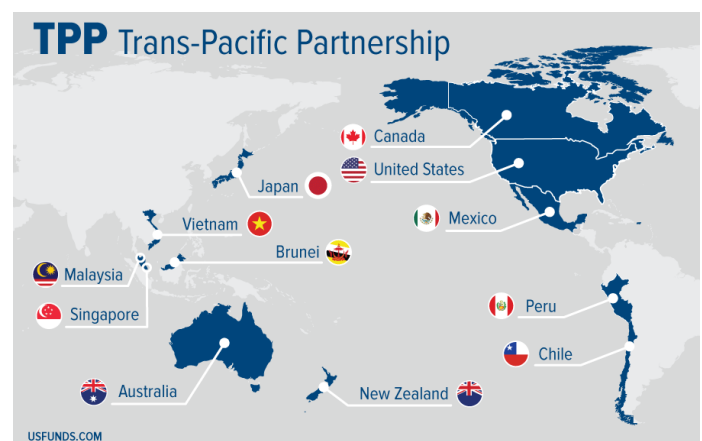 TPP Trans-Pacific Partnership
Canada
United States
Japan
Mexico
Vietnam
Brunei
Malaysia
Singapore
Peru
Chile
Australia
New Zealand
USFUNDS.COM